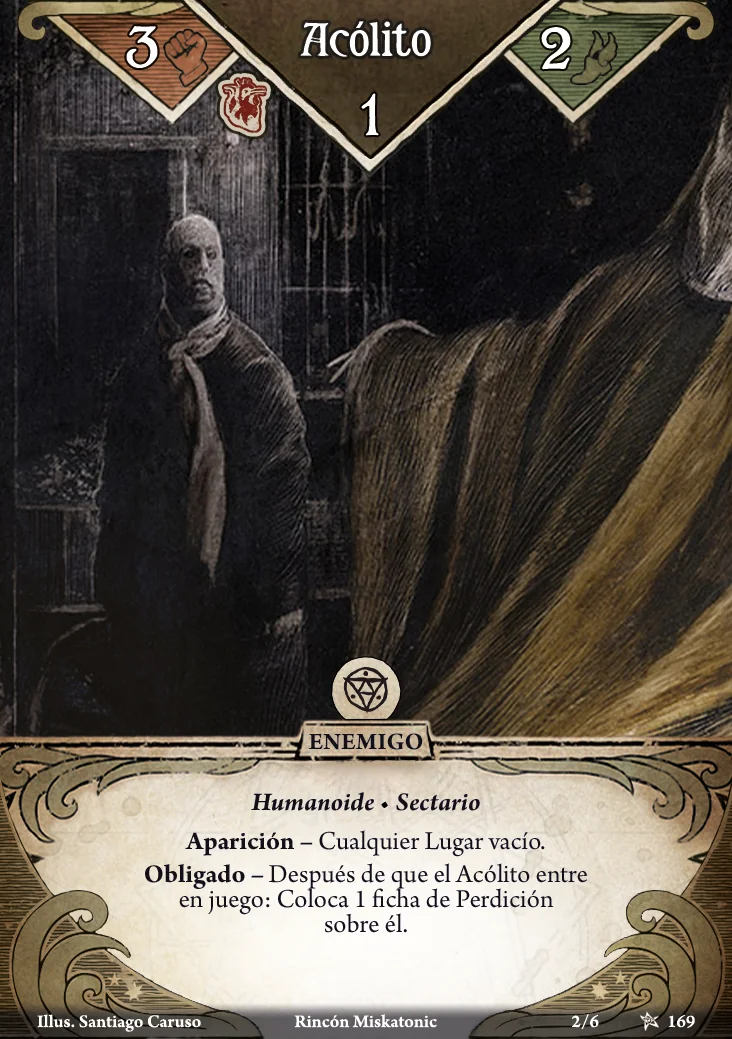 3
Acólito
2
1
ENEMIGO
Humanoide • Sectario
Aparición – Cualquier Lugar vacío.
Obligado – Después de que el Acólito entre
en juego: Coloca 1 ficha de Perdición
sobre él.
Illus. Santiago Caruso
Rincón Miskatonic
2/6
169